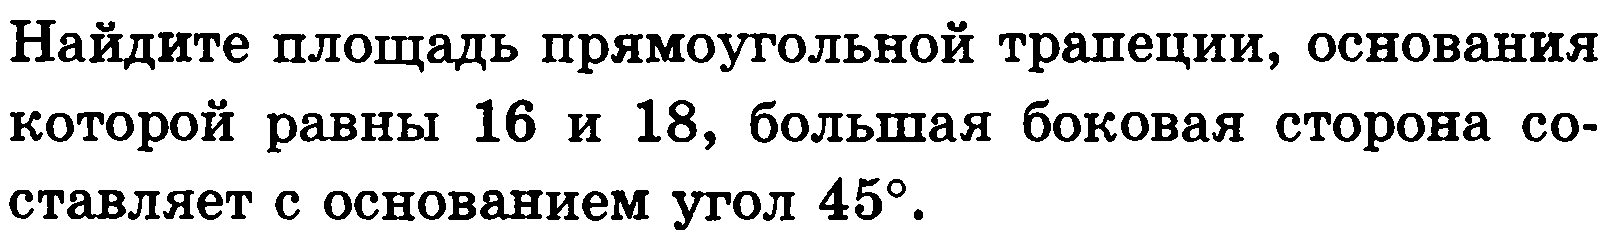 Найдите площадь прямоугольной трапеции, основания
которой равны 16 и 18, большая боковая сторона со-
ставляет с основанием угол 45°.